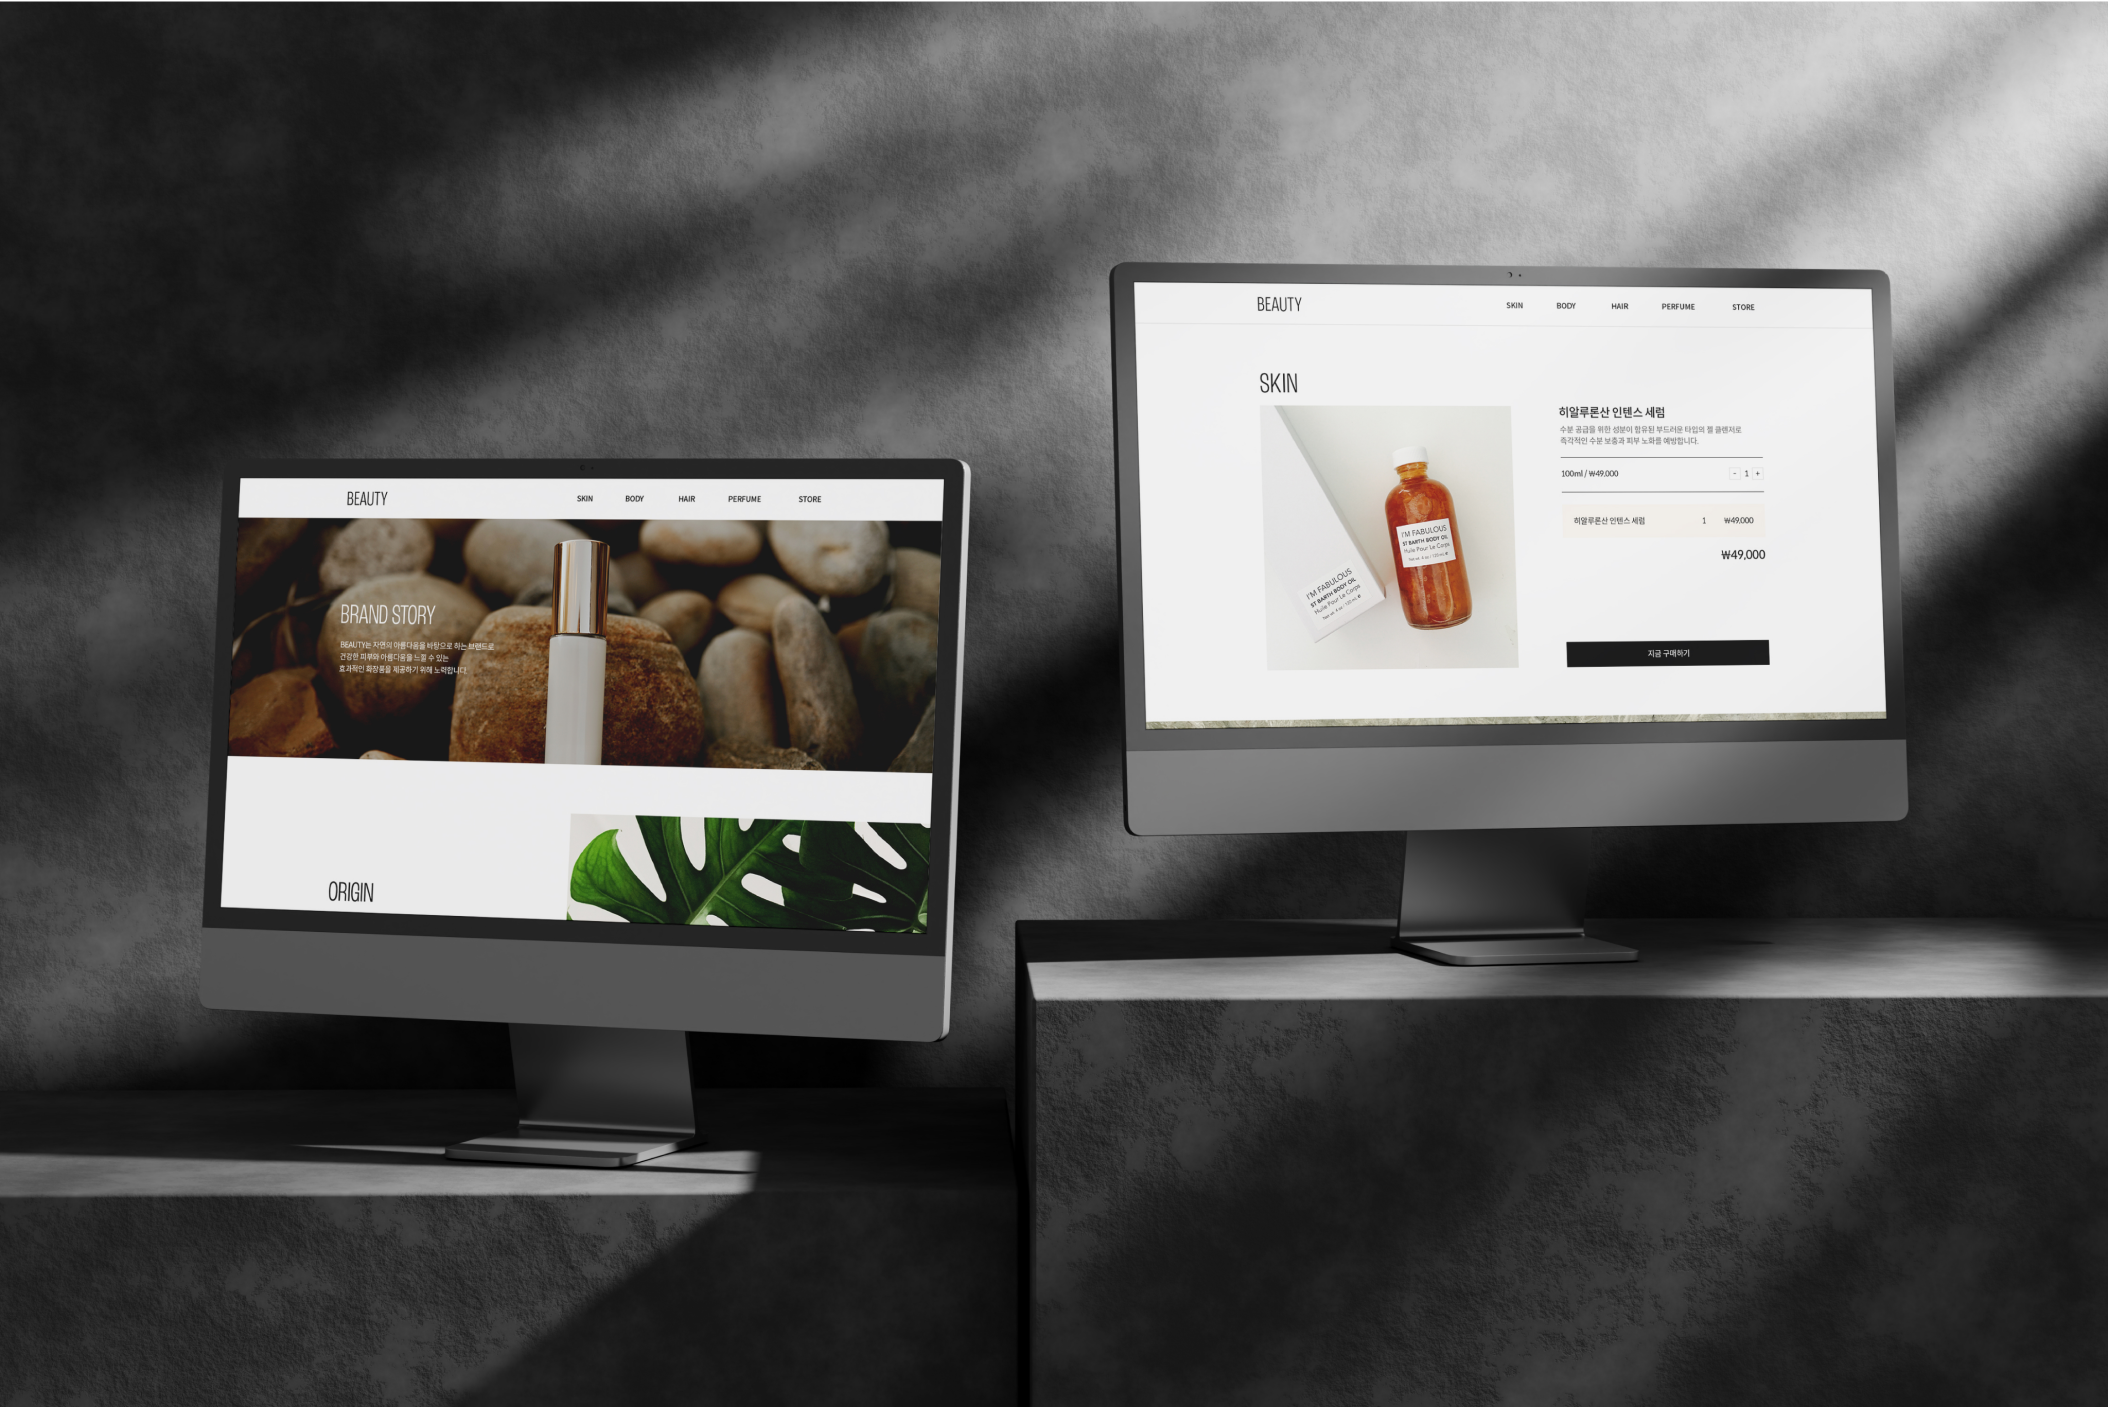 BEAUTY SKIN BODY HAIR PERFUME STORE
BRAND STORY
BEAUTY는 자연의 아름다움을 바탕으로 하는 브랜드로
건강한 피부와 아름다움을 느낄 수 있는
효과적인 화장품을 제공하기 위해 노력합니다.
ORIGIN
BEAUTY SKIN BODY HAIR PERFUME STORE
SKIN
I'M FABULOUS
ST BARTH BODY OIL
Huile Pour Le Corps
I'M FABULOUS
ST BARTH BODY OIL
Huile Pour Le Corps
히알루론산 인텐스 세럼
수분 공급을 위한 성분이 함유된 부드러운 타입의 젤 클렌저로
즉각적인 수분 보충과 피부 노화를 예방합니다.
100ml / ₩49,000 - 1 +
히알루론산 인텐스 세럼 1 ₩49,000
₩49,000
지금 구매하기